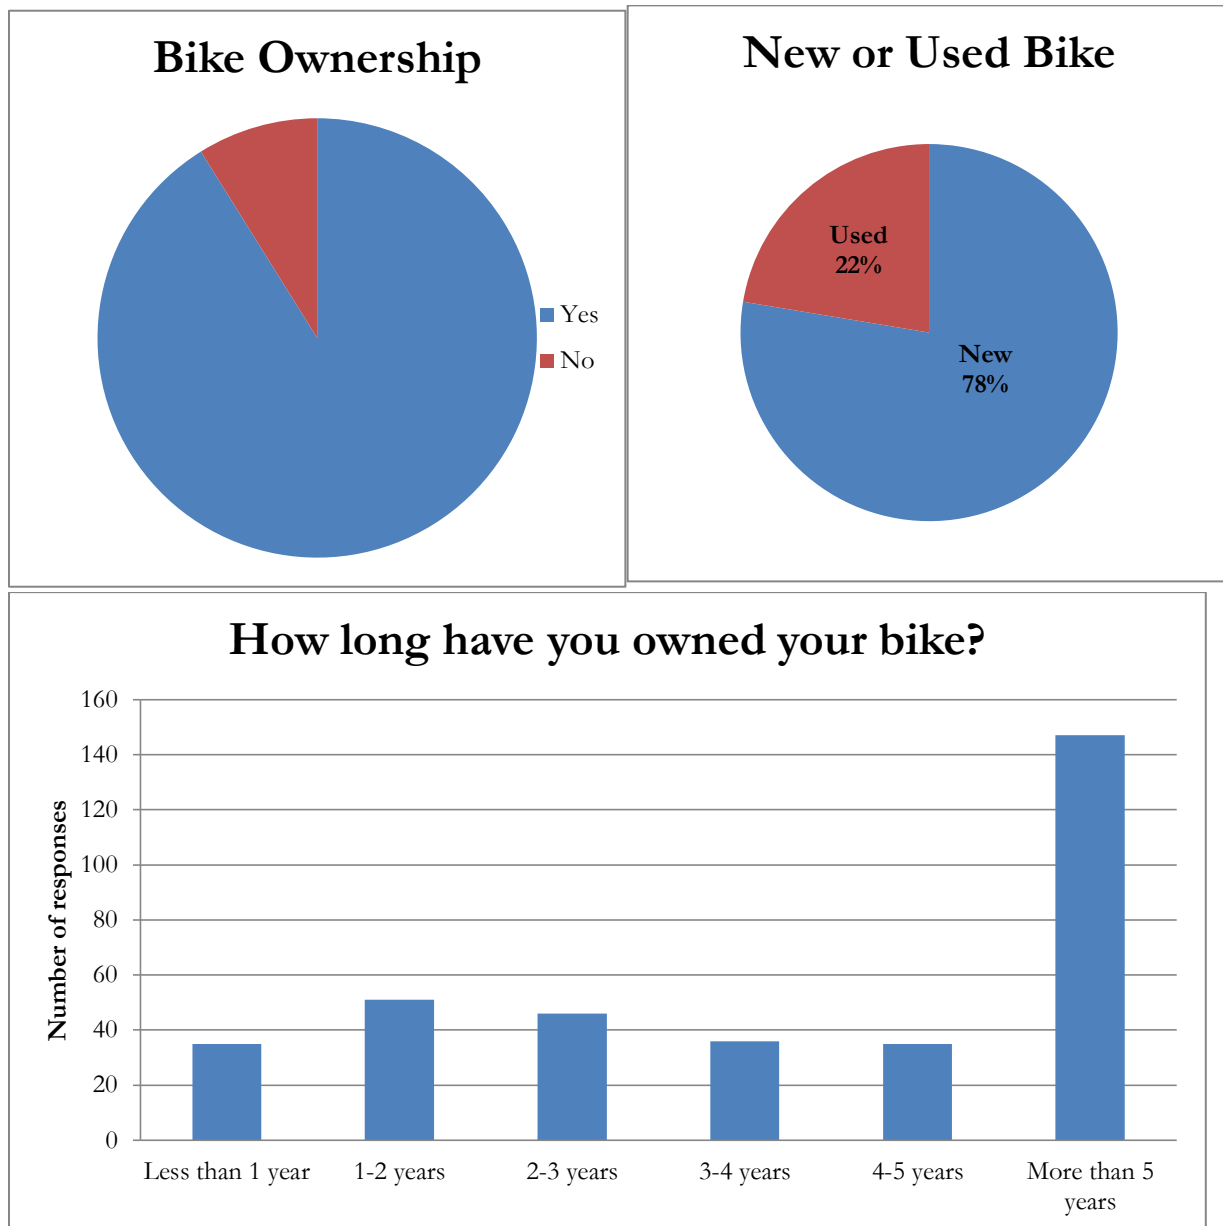 Bike Ownership
Yes
No
New or Used Bike
Used
22%
New
78%
How long have you owned your bike?
Number of responses
160
140
120
100
80
60
40
20
0
Less than 1 year
1-2 years
2-3 years
3-4 years
4-5 years
More than 5
years